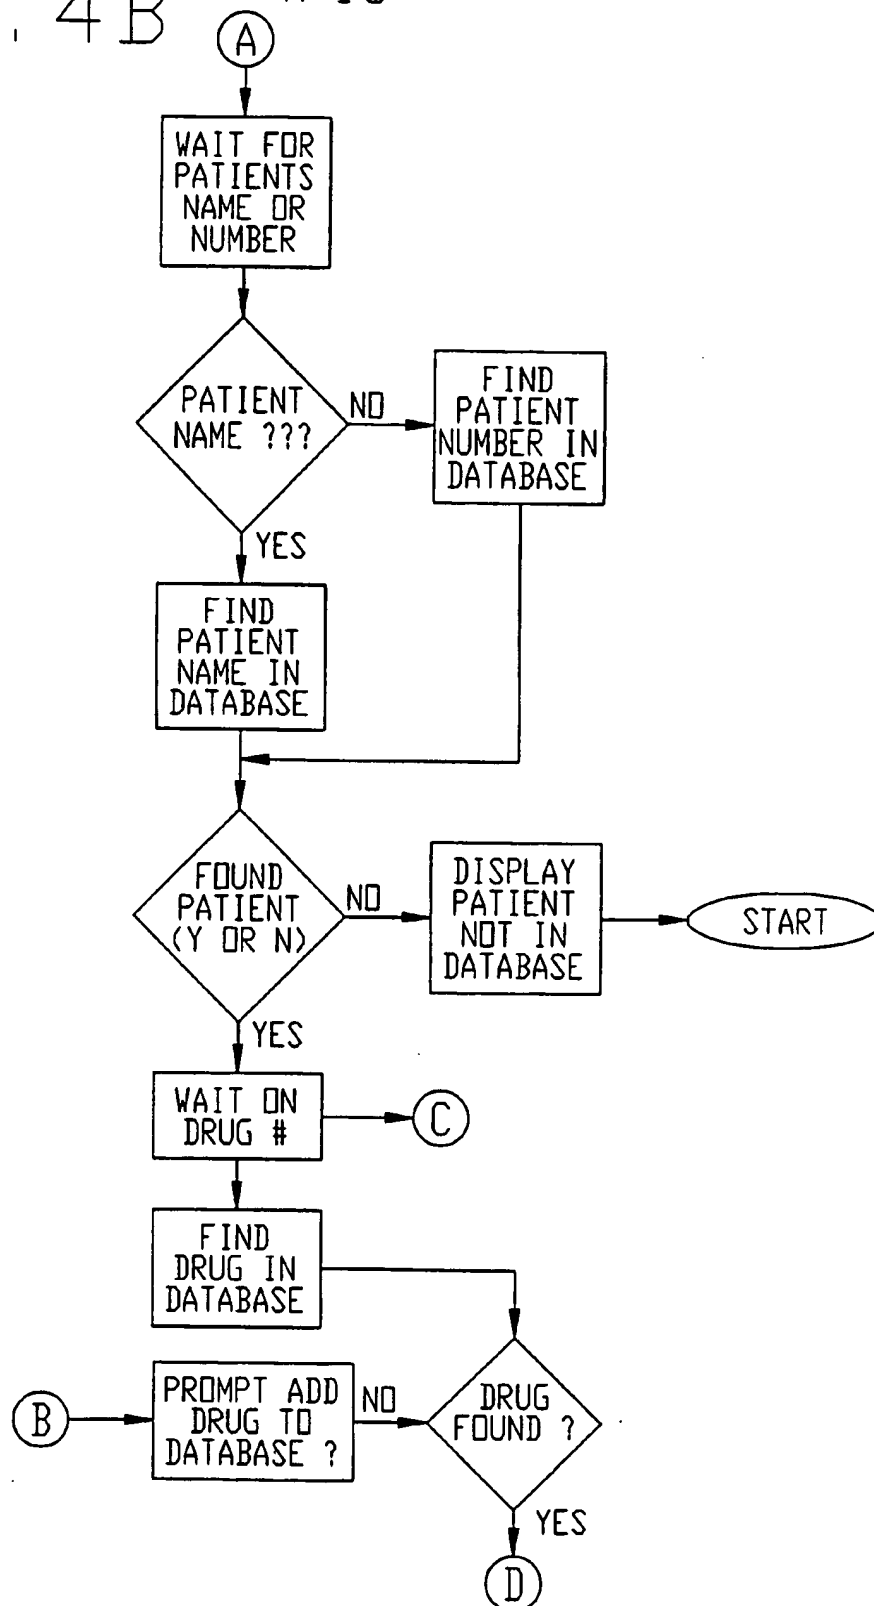 4B
A
WAIT FOR
PATIENTS
NAME OR
NUMBER
PATIENT
NAME ???
NO
FIND
PATIENT
NUMBER IN
DATABASE
YES
FIND
PATIENT
NAME IN
DATABASE
FOUND
PATIENT
(Y OR N)
NO
DISPLAY
PATIENT
NOT IN
DATABASE
START
YES
WAIT ON
DRUG #
C
FIND
DRUG IN
DATABASE
B
PROMPT ADD
DRUG TO
DATABASE ?
NO
DRUG
FOUND ?
YES
D